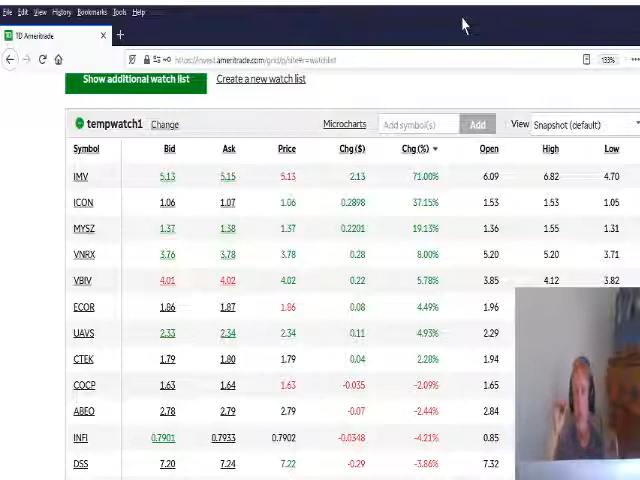 File Edit View History Bookmarks Tools Help
TD Ameritrade
https://invest.ameritrade.com/grid/p/site#r=watchlist 133%
Show additional watch list Create a new watch list
tempwatch1 Change Microcharts Add symbol(s) Add View Snapshot (default)
Symbol Bid Ask Price Chg ($) Chg (%) Open High Low
IMV 5.13 5.15 5.13 2.13 71.00% 6.09 6.82 4.70
ICON 1.06 1.07 1.06 0.2898 37.15% 1.53 1.53 1.05
MYSZ 1.37 1.38 1.37 0.2201 19.13% 1.36 1.55 1.31
VNRX 3.76 3.78 3.78 0.28 8.00% 5.20 5.20 3.71
VBIV 4.01 4.02 4.02 0.22 5.78% 3.85 4.12 3.82
ECOR 1.86 1.87 1.86 0.08 4.49% 1.96
UAVS 2.33 2.34 2.34 0.11 4.93% 2.29
CTEK 1.79 1.80 1.79 0.04 2.28% 1.94
COCP 1.63 1.64 1.63 -0.035 -2.09% 1.65
ABEO 2.78 2.79 2.79 -0.07 -2.44% 2.84
INFI 0.7901 0.7933 0.7902 -0.0348 -4.21% 0.85
DSS 7.20 7.24 7.22 -0.29 -3.86% 7.32